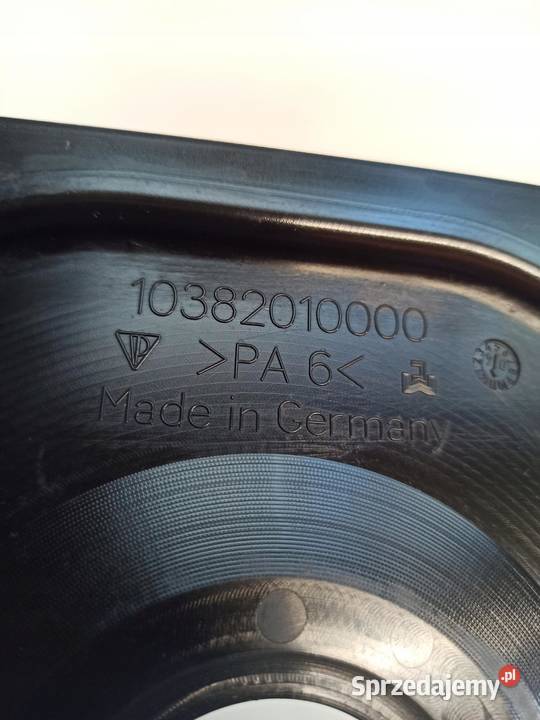 10382010000
>PA 6<
Made in Germany
Sprzedajemy.pl